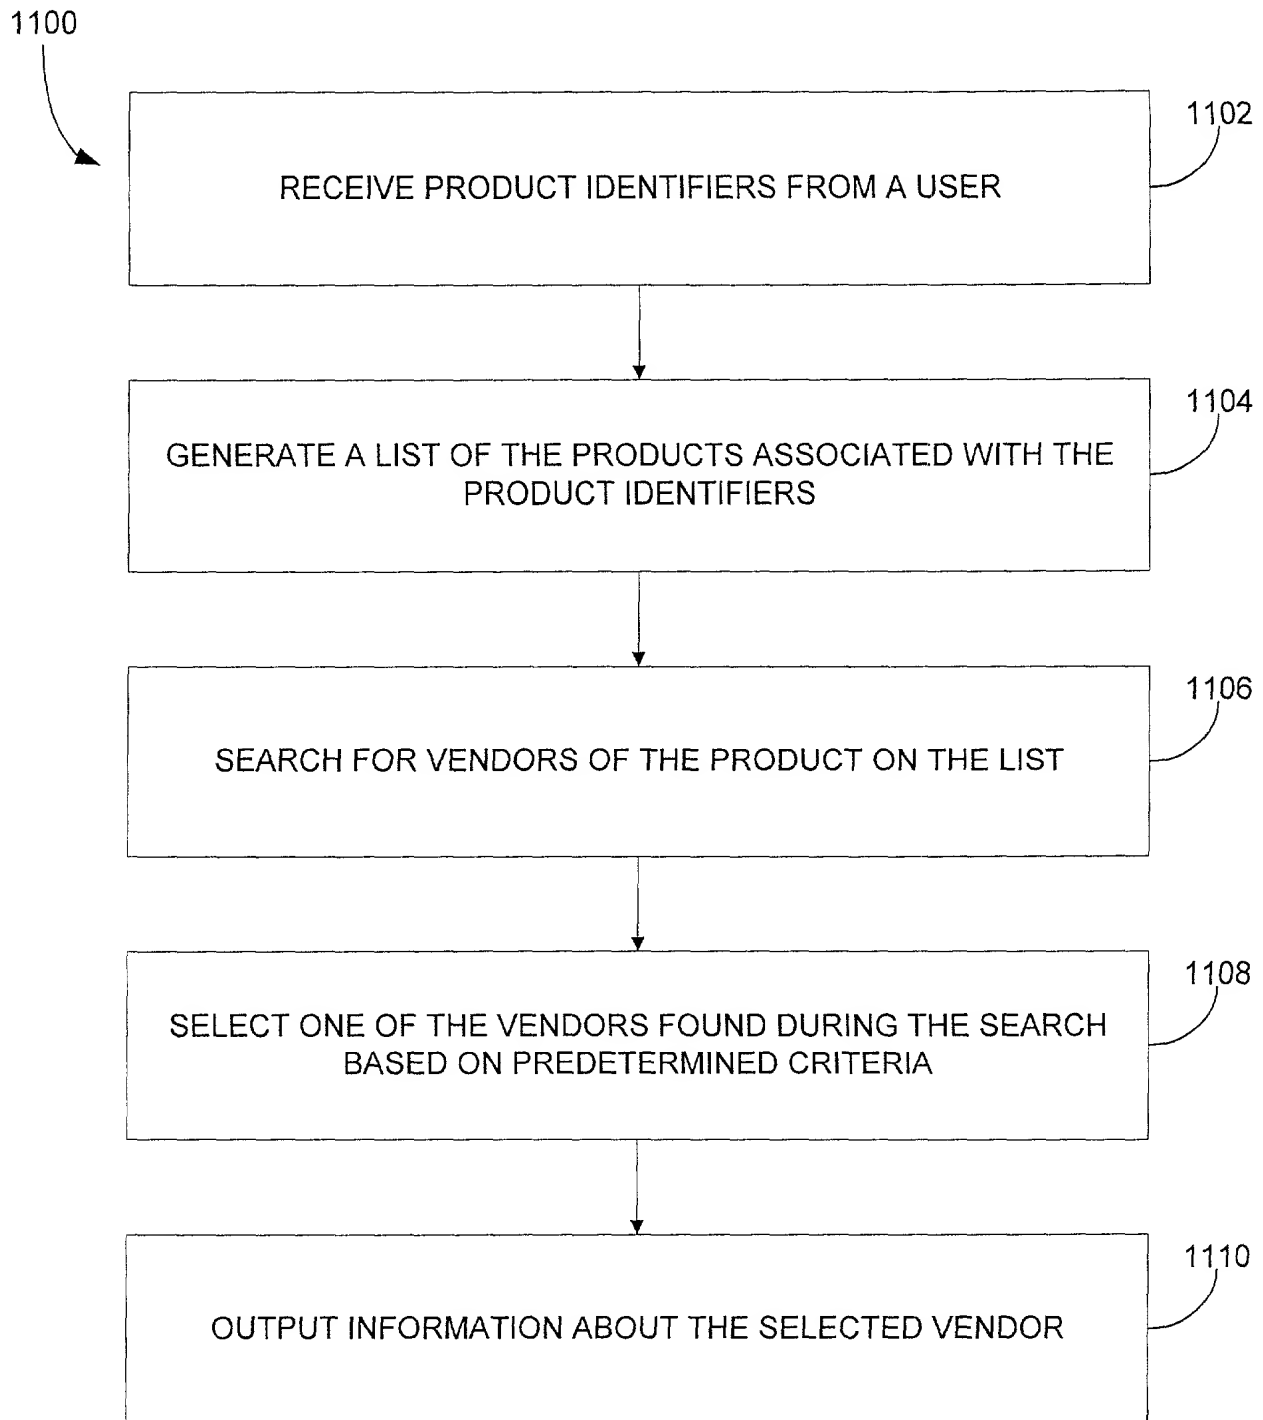 1100
1102
RECEIVE PRODUCT IDENTIFIERS FROM A USER
1104
GENERATE A LIST OF THE PRODUCTS ASSOCIATED WITH THE
PRODUCT IDENTIFIERS
1106
SEARCH FOR VENDORS OF THE PRODUCT ON THE LIST
1108
SELECT ONE OF THE VENDORS FOUND DURING THE SEARCH
BASED ON PREDETERMINED CRITERIA
1110
OUTPUT INFORMATION ABOUT THE SELECTED VENDOR